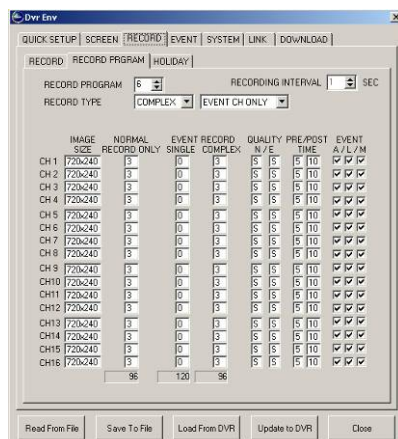 Dvr Env
QUICK SETUP SCREEN RECORD EVENT SYSTEM LINK DOWNLOAD
RECORD RECORD PRGRAM HOLIDAY
RECORD PROGRAM 6 RECORDING INTERVAL 1 SEC
RECORD TYPE COMPLEX EVENT CH ONLY
IMAGE NORMAL EVENT RECORD QUALITY PRE/POST EVENT
SIZE RECORD ONLY SINGLE COMPLEX N / E TIME A / L / M
CH 1 720x240 3 0 3 S S 5 10
CH 2 720x240 3 0 3 S S 5 10
CH 3 720x240 3 0 3 S S 5 10
CH 4 720x240 3 0 3 S S 5 10
CH 5 720x240 3 0 3 S S 5 10
CH 6 720x240 3 0 3 S S 5 10
CH 7 720x240 3 0 3 S S 5 10
CH 8 720x240 3 0 3 S S 5 10
CH 9 720x240 3 0 3 S S 5 10
CH10 720x240 3 0 3 S S 5 10
CH11 720x240 3 0 3 S S 5 10
CH12 720x240 3 0 3 S S 5 10
CH13 720x240 3 0 3 S S 5 10
CH14 720x240 3 0 3 S S 5 10
CH15 720x240 3 0 3 S S 5 10
CH16 720x240 3 0 3 S S 5 10
96 120 96
Read From File Save To File Load From DVR Update to DVR Close